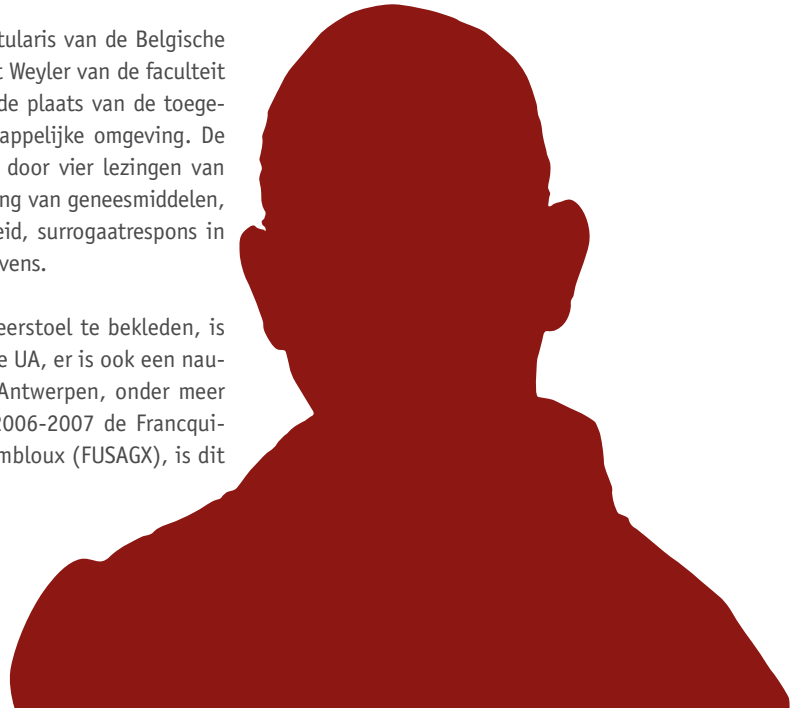 tularis van de Belgische
t Weyler van de faculteit
de plaats van de toege-
appelijke omgeving. De
door vier lezingen van
ng van geneesmiddelen,
eid, surrogaatrespons in
vens.
eerstoel te bekleden, is
e UA, er is ook een nau-
Antwerpen, onder meer
2006-2007 de Francqui-
mbloux (FUSAGX), is dit